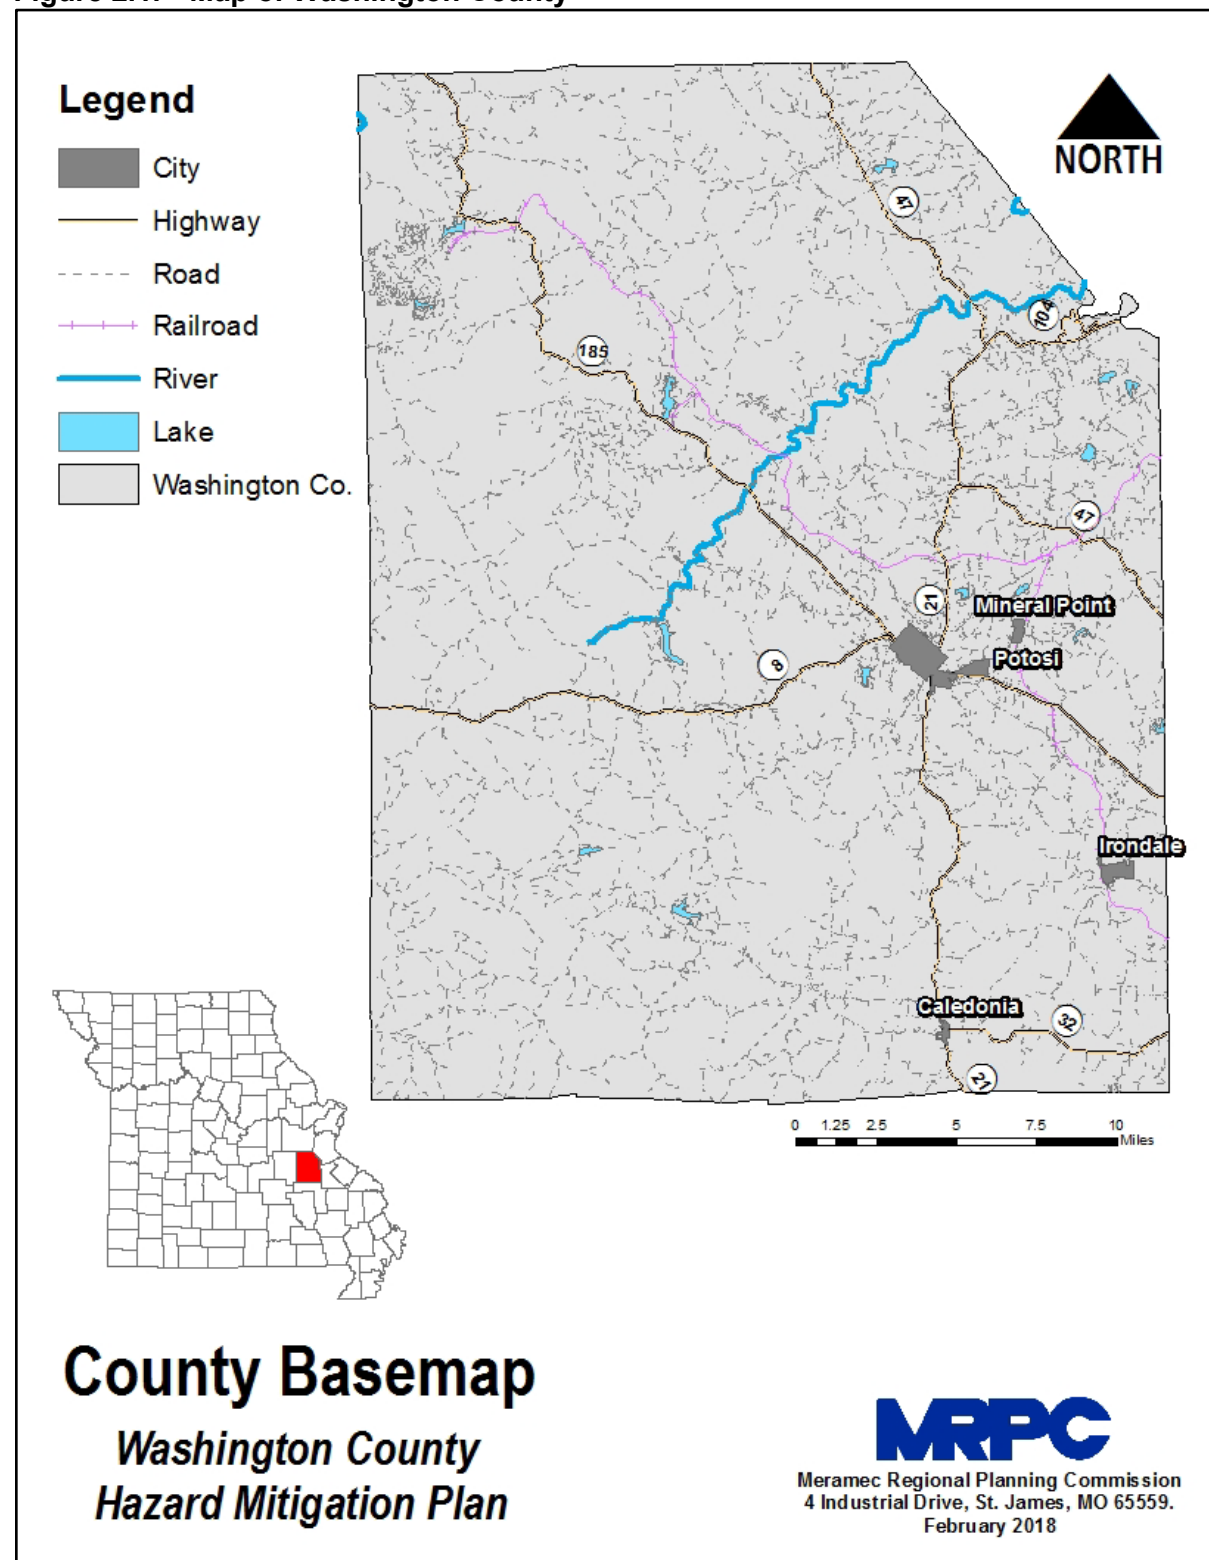 Legend
NORTH
City
Highway
Road
Railroad
River
Lake
Washington Co.
47
104
185
47
21
Mineral Point
8
Potosi
Irondale
Caledonia
32
21
0 1.25 2.5 5 7.5 10
Miles
County Basemap
Washington County
Hazard Mitigation Plan
MRPC
Meramec Regional Planning Commission
4 Industrial Drive, St. James, MO 65559.
February 2018